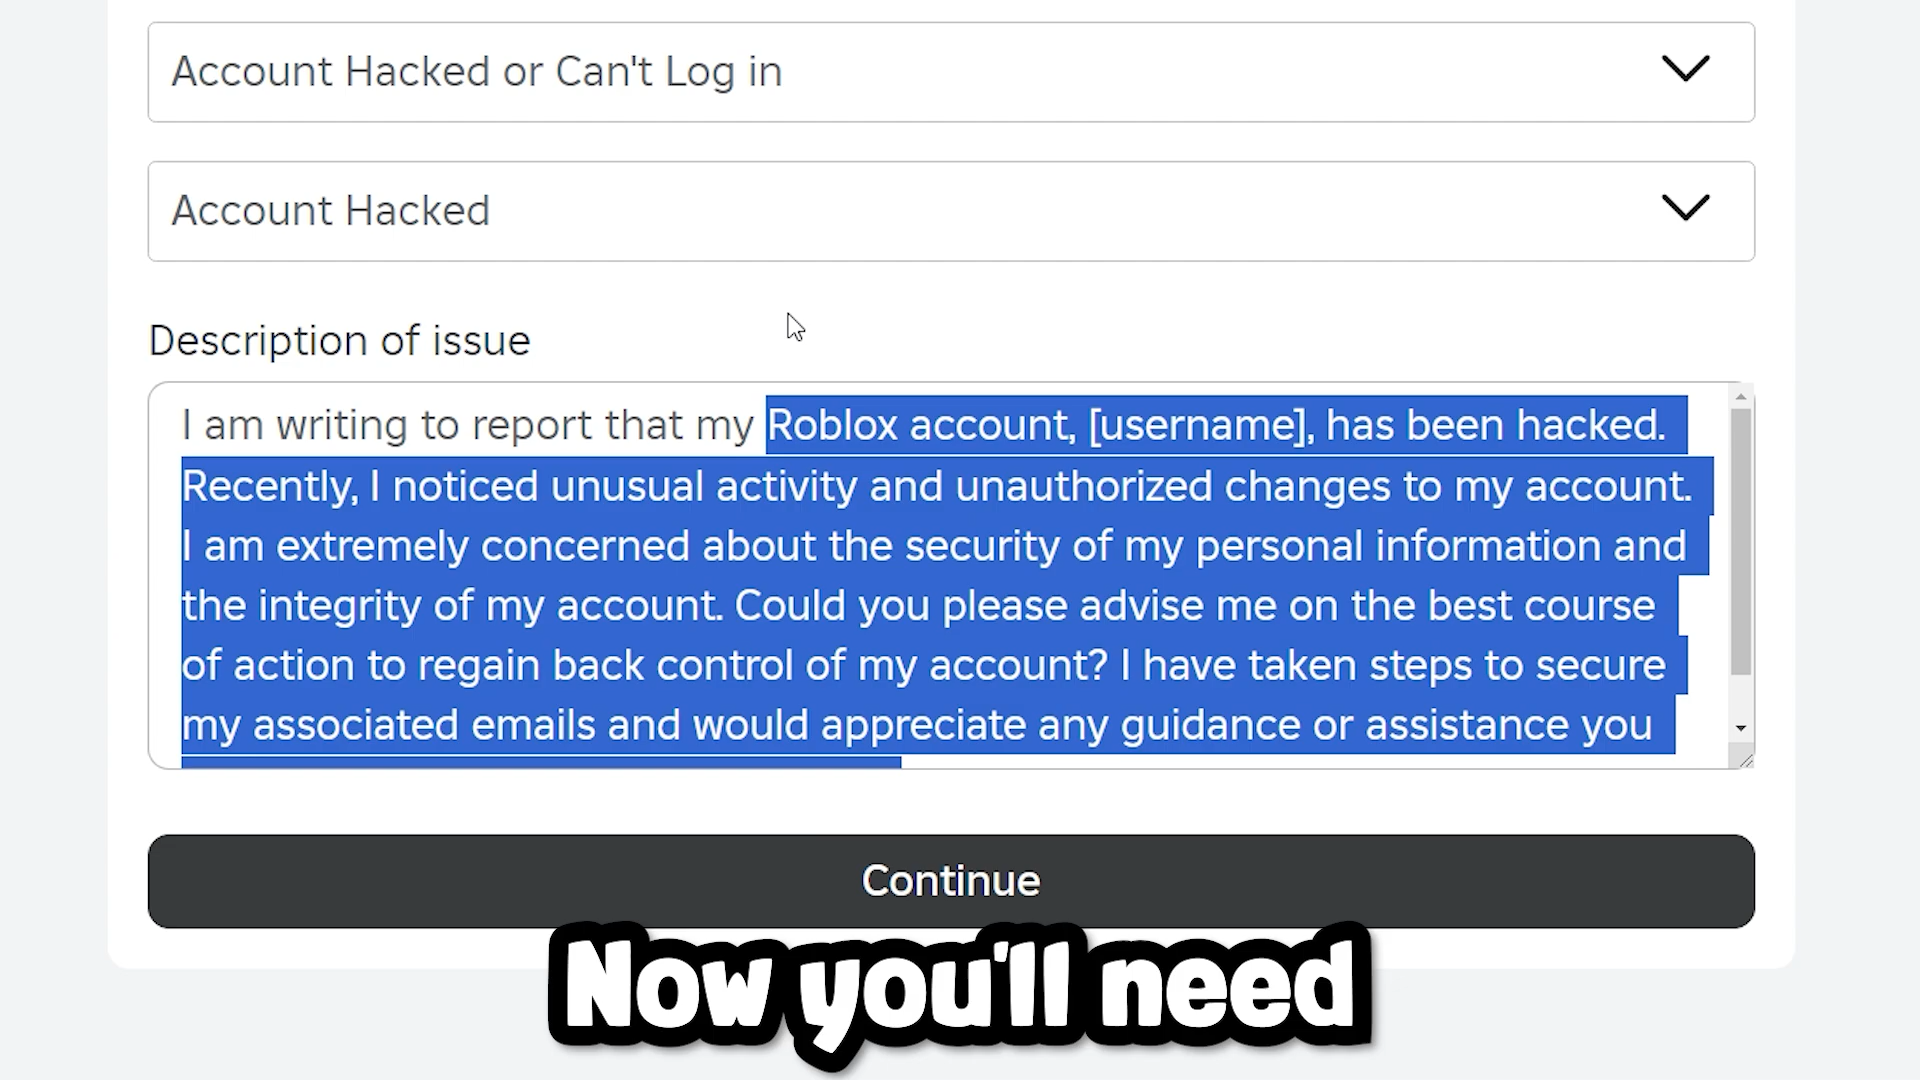 Account Hacked or Can't Log in
Account Hacked
Description of issue
I am writing to report that my Roblox account, [username], has been hacked.
Recently, I noticed unusual activity and unauthorized changes to my account.
I am extremely concerned about the security of my personal information and
the integrity of my account. Could you please advise me on the best course
of action to regain back control of my account? I have taken steps to secure
my associated emails and would appreciate any guidance or assistance you
Continue
Now you'll need